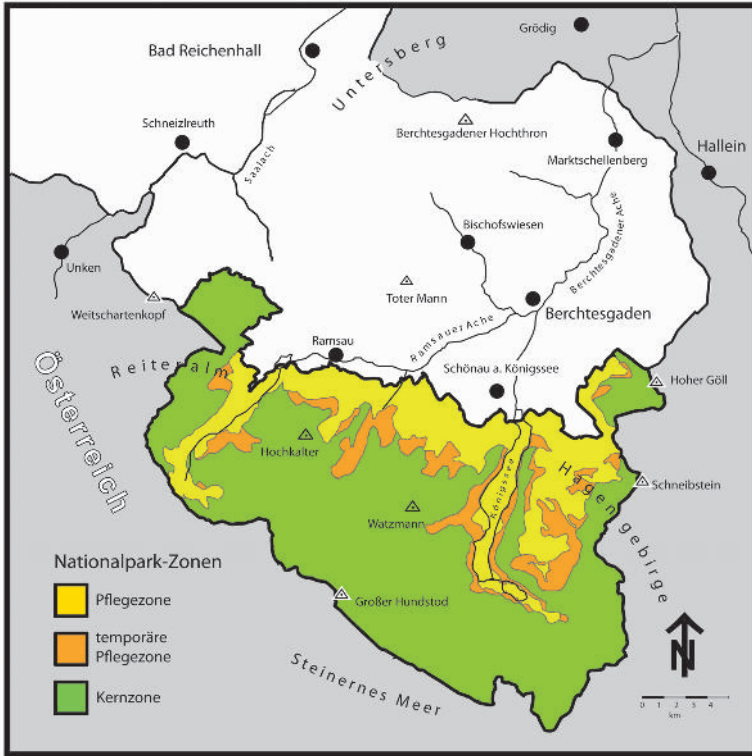 Grödig
Bad Reichenhall
Untersberg
Schneizlreuth
Berchtesgadener Hochthron
Hallein
Marktschellenberg
Saalach
Bischofswiesen
Berchtesgadener Ache
Unken
Toter Mann
Weitschartenkopf
Berchtesgaden
Ramsauer Ache
Ramsau
Österreich
Reiteralm
Schönau a. Königssee
Hoher Göll
Hochkalter
Königssee
Hagengebirge
Schneibstein
Watzmann
Nationalpark-Zonen
Pflegezone
Großer Hundstod
temporäre
Pflegezone
Steinernes Meer
Kernzone
N
0 1 2 3 4 5
km